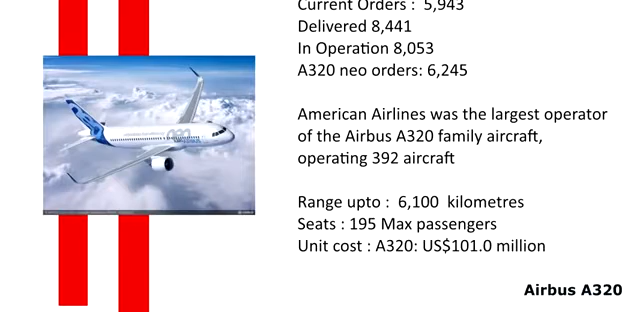 Current Orders : 5,943
Delivered 8,441
In Operation 8,053
A320 neo orders: 6,245
American Airlines was the largest operator
of the Airbus A320 family aircraft,
operating 392 aircraft
Range upto : 6,100 kilometres
Seats : 195 Max passengers
Unit cost : A320: US$101.0 million
Airbus A320
neo